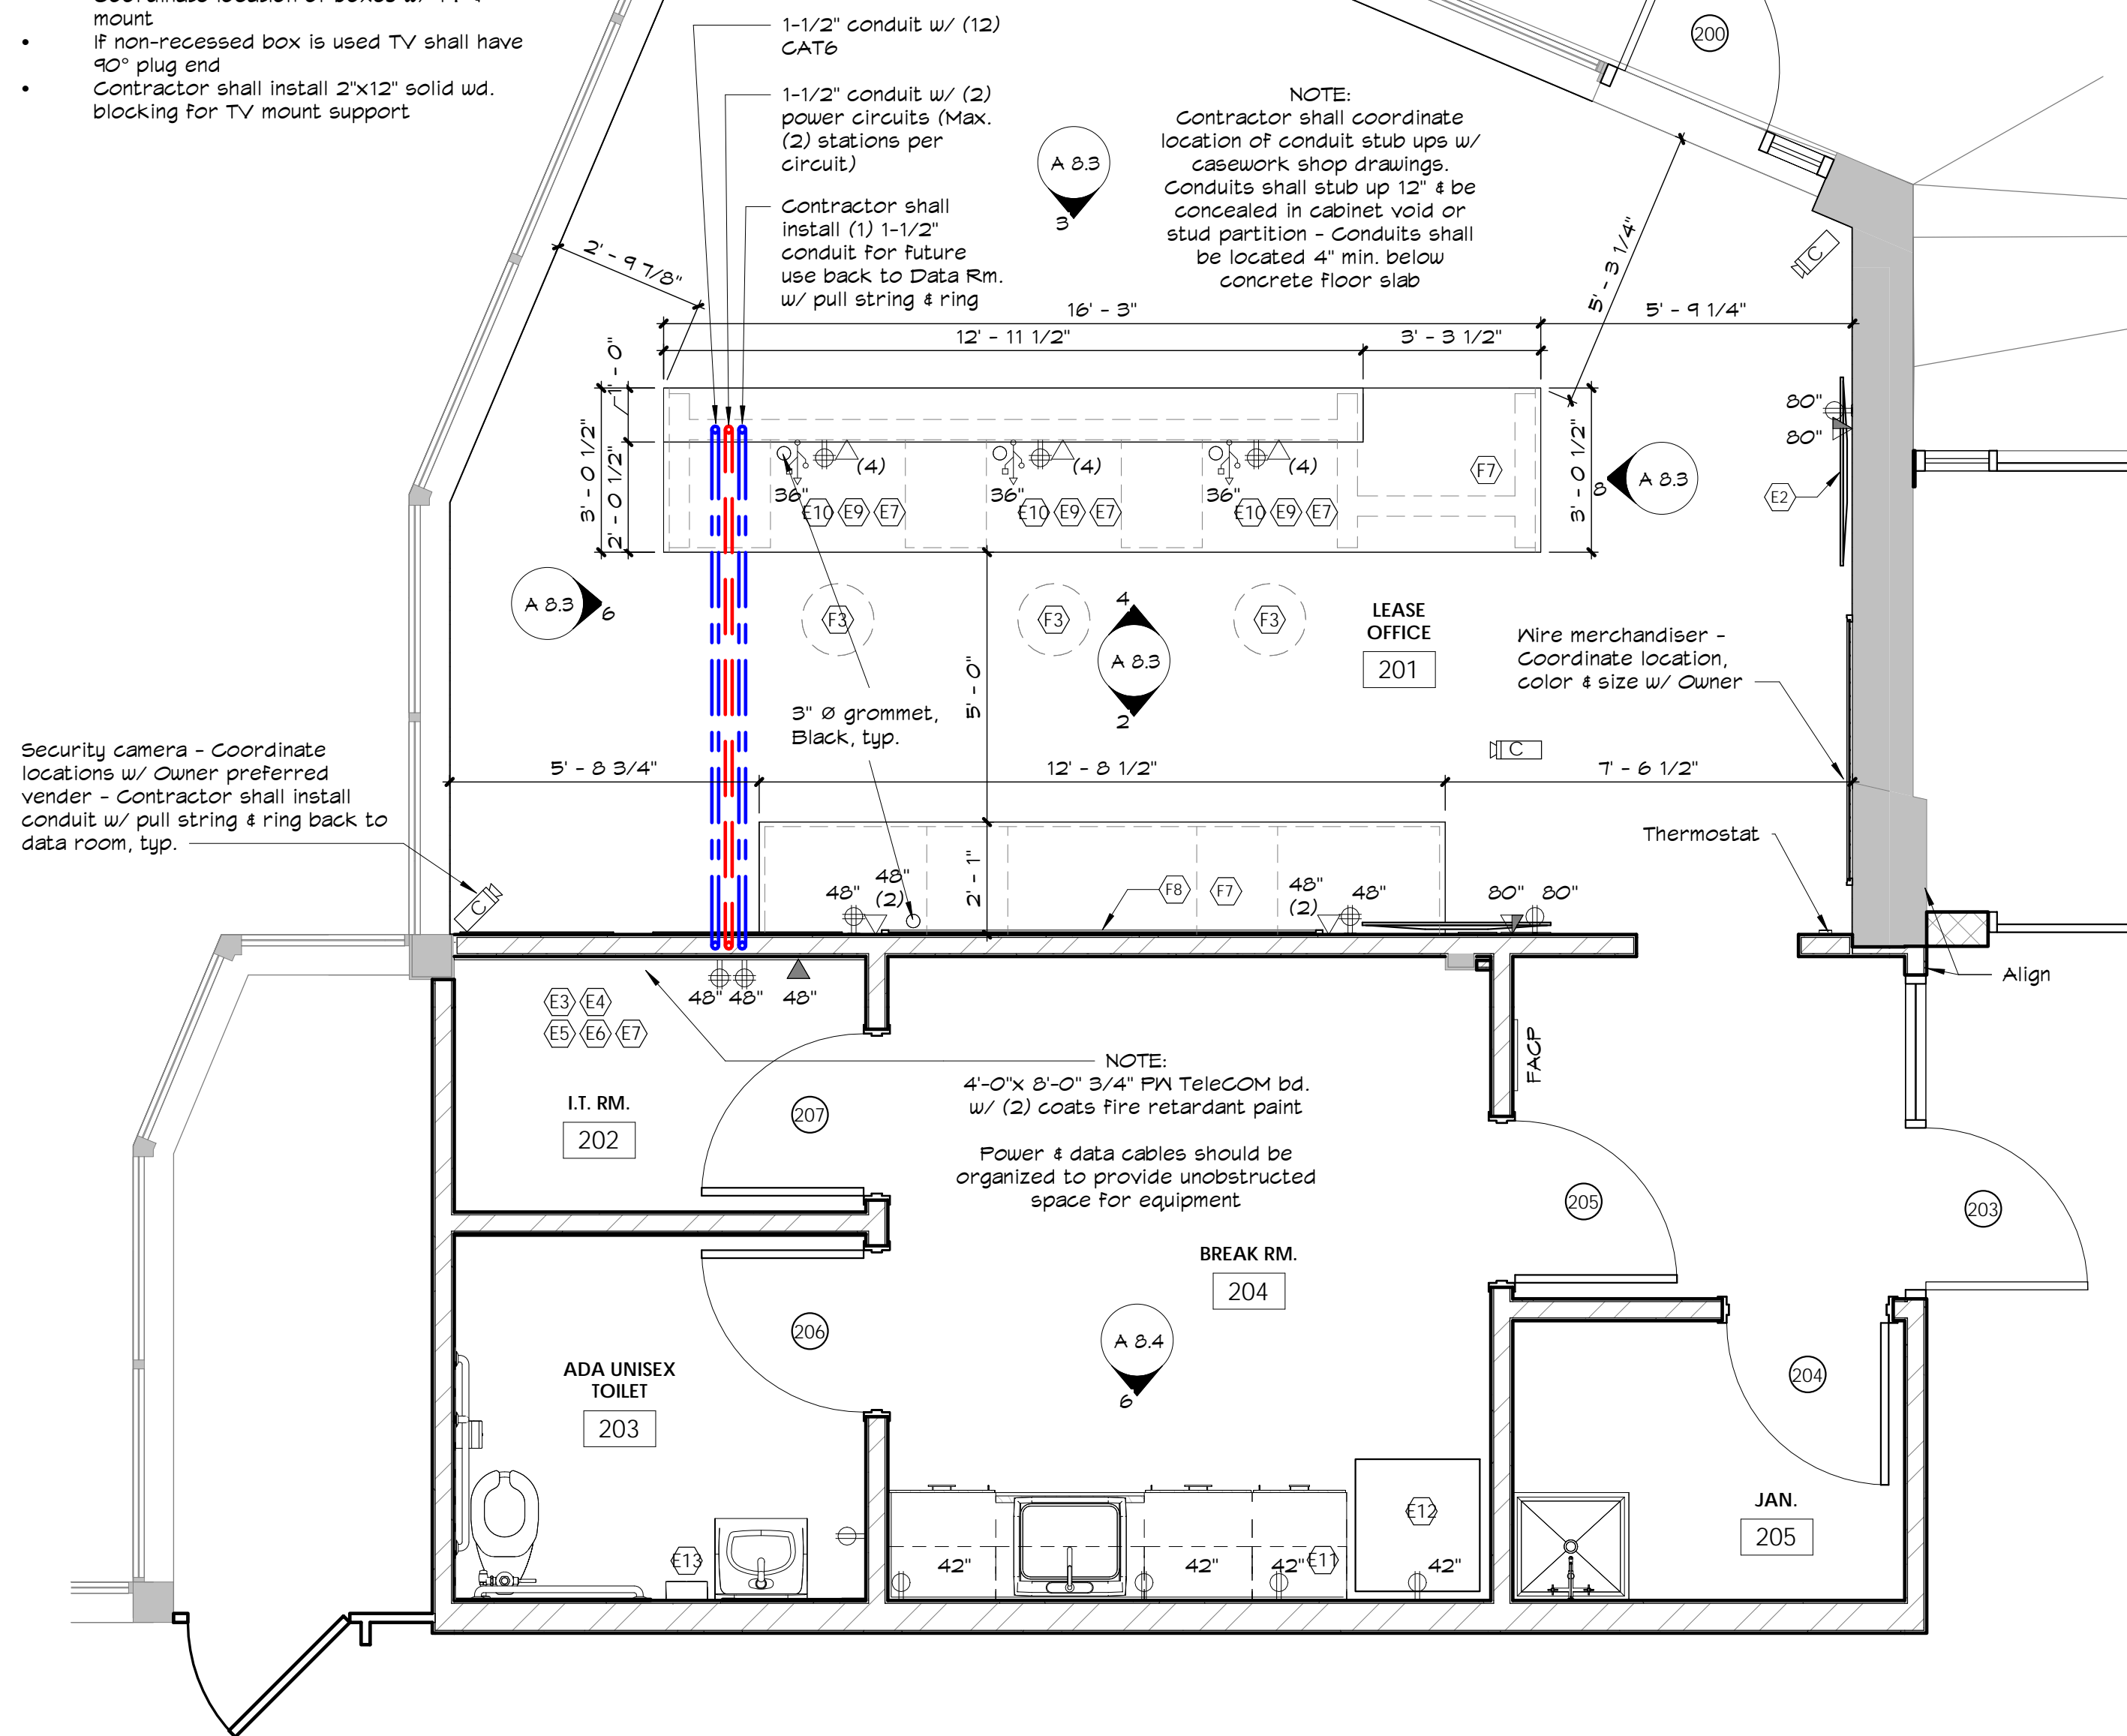 mount
• If non-recessed box is used TV shall have
90° plug end
• Contractor shall install 2"x12" solid wd.
blocking for TV mount support
1-1/2" conduit w/ (12)
CAT6
1-1/2" conduit w/ (2)
power circuits (Max.
(2) stations per
circuit)
Contractor shall
install (1) 1-1/2"
conduit for future
use back to Data Rm.
w/ pull string & ring
A 8.3
3
NOTE:
Contractor shall coordinate
location of conduit stub ups w/
casework shop drawings.
Conduits shall stub up 12" & be
concealed in cabinet void or
stud partition - Conduits shall
be located 4" min. below
concrete floor slab
200
C
2' - 9 7/8"
5' - 3 1/4"
16' - 3"
5' - 9 1/4"
12' - 11 1/2"
3' - 3 1/2"
1' - 0"
3' - 0 1/2"
2' - 0 1/2"
3' - 0 1/2"
(4)
(4)
(4)
36"
36"
36"
E10 E9 E7
E10 E9 E7
E10 E9 E7
F7
8
A 8.3
80"
80"
E2
A 8.3
6
F3
F3
F3
4
A 8.3
2
LEASE
OFFICE
201
Wire merchandiser -
Coordinate location,
color & size w/ Owner
5' - 0"
3" Ø grommet,
Black, typ.
C
Security camera - Coordinate
locations w/ Owner preferred
vender - Contractor shall install
conduit w/ pull string & ring back to
data room, typ.
5' - 8 3/4"
12' - 8 1/2"
7' - 6 1/2"
Thermostat
2' - 1"
48"
48"
(2)
F8
F7
48"
(2)
48"
80"
80"
C
Align
48"
48"
48"
E3 E4
E5 E6 E7
FACP
NOTE:
4'-0"x 8'-0" 3/4" PW TeleCOM bd.
w/ (2) coats fire retardant paint
Power & data cables should be
organized to provide unobstructed
space for equipment
I.T. RM.
202
207
205
203
BREAK RM.
204
206
A 8.4
6
204
ADA UNISEX
TOILET
203
JAN.
205
E12
E13
42"
42"
42"
E11
42"